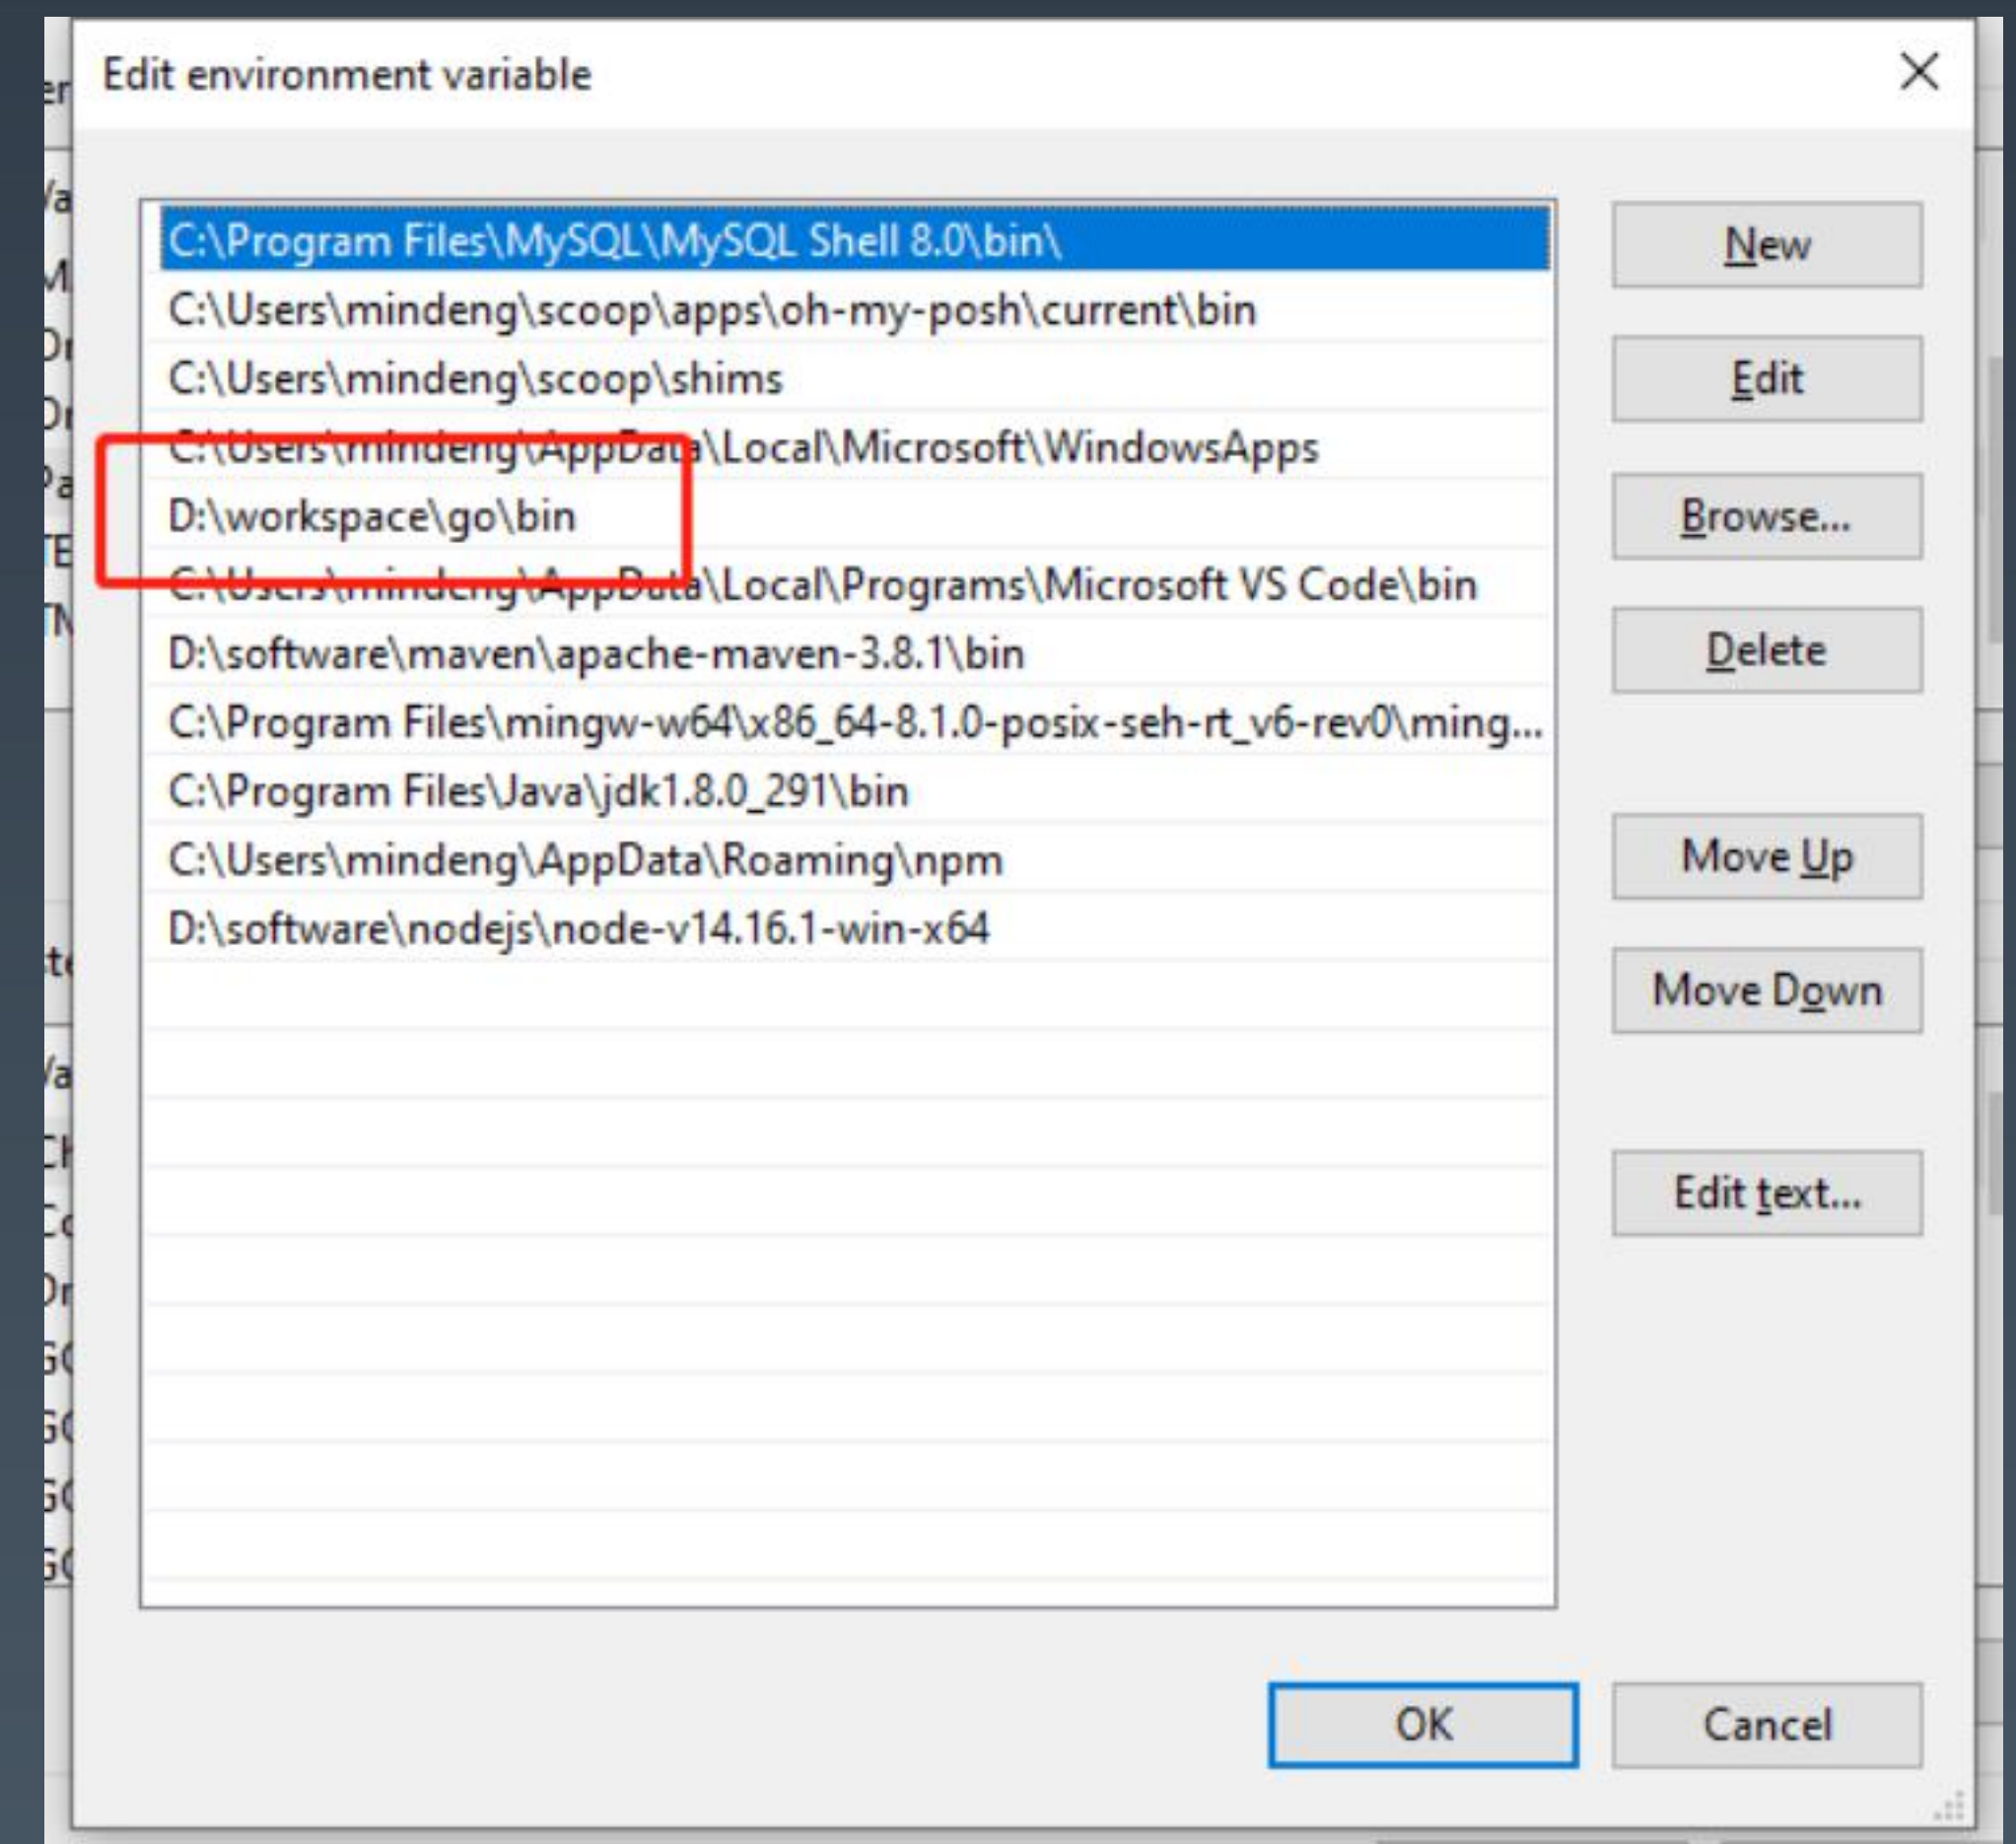 Edit environment variable
C:\Program Files\MySQL\MySQL Shell 8.0\bin\
C:\Users\mindeng\scoop\apps\oh-my-posh\current\bin
C:\Users\mindeng\scoop\shims
C:\Users\mindeng\AppData\Local\Microsoft\WindowsApps
D:\workspace\go\bin
C:\Users\mindeng\AppData\Local\Programs\Microsoft VS Code\bin
D:\software\maven\apache-maven-3.8.1\bin
C:\Program Files\mingw-w64\x86_64-8.1.0-posix-seh-rt_v6-rev0\ming...
C:\Program Files\Java\jdk1.8.0_291\bin
C:\Users\mindeng\AppData\Roaming\npm
D:\software\nodejs\node-v14.16.1-win-x64
New
Edit
Browse...
Delete
Move Up
Move Down
Edit text...
OK
Cancel